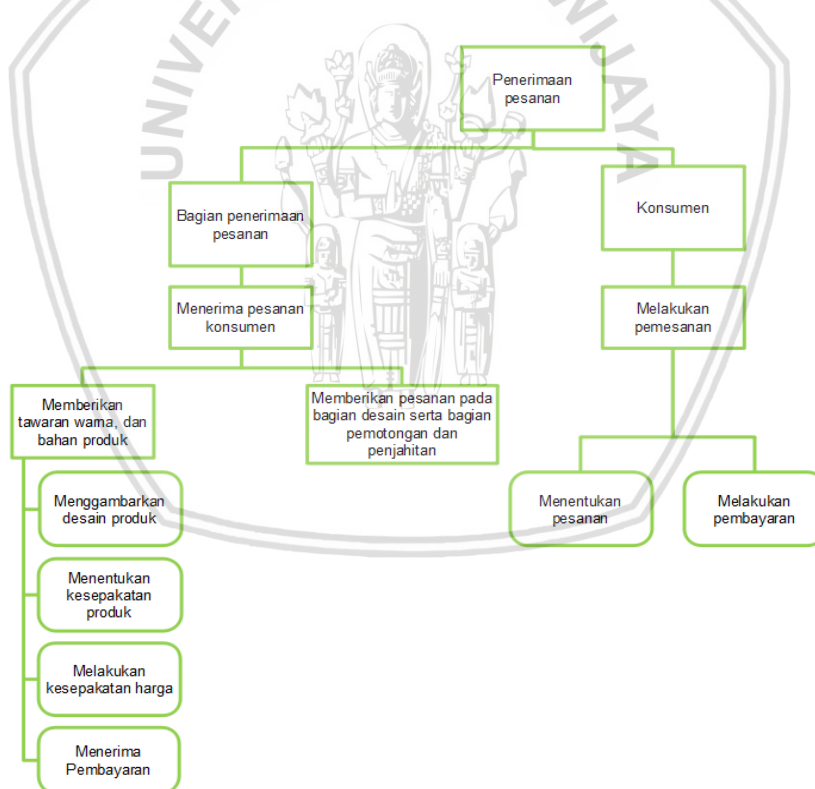 UNIVER
WIJAYA
Penerimaan
pesanan
Bagian penerimaan
pesanan
Konsumen
Menerima pesanan
konsumen
Melakukan
pemesanan
Memberikan
tawaran warna, dan
bahan produk
Memberikan pesanan pada
bagian desain serta bagian
pemotongan dan
penjahitan
Menggambarkan
desain produk
Menentukan
pesanan
Melakukan
pembayaran
Menentukan
kesepakatan
produk
Melakukan
kesepakatan harga
Menerima
Pembayaran